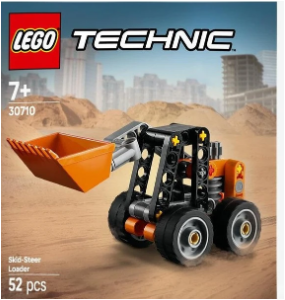 LEGO TECHNIC
7+
30710
Skid-Steer
Loader
52 pcs